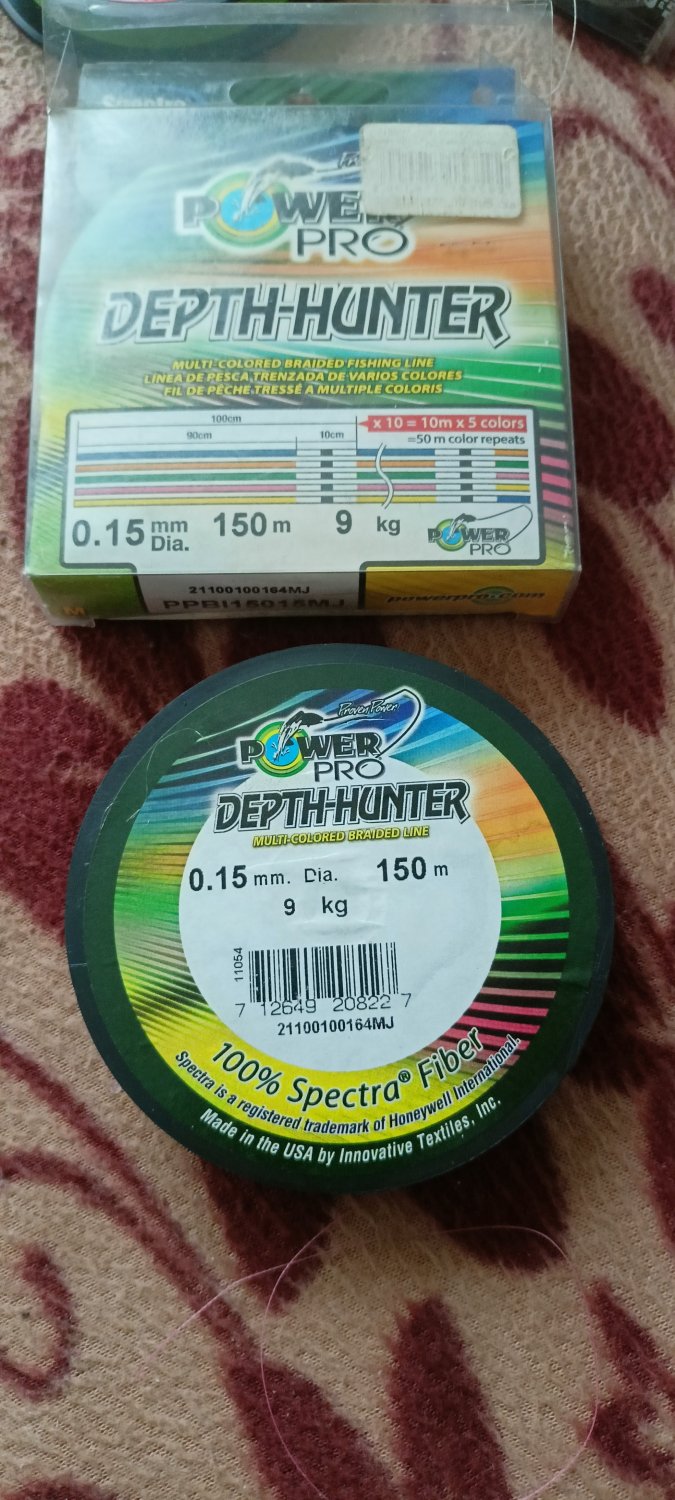 Spectra
POWER
PRO
DEPTH-HUNTER
MULTI-COLORED BRAIDED FISHING LINE
LINEA DE PESCA TRENZADA DE VARIOS COLORES
FIL DE PÊCHE TRESSÉ A MULTIPLE COLORIS
100cm
x 10 = 10m x 5 colors
90cm
10cm
=50 m color repeats
0.15 mm Dia. 150 m 9 kg
POWER
PRO
21100100164MJ
PPBI15015MJ
powerpro.com
M
Proven Power
POWER
PRO
DEPTH-HUNTER
MULTI-COLORED BRAIDED LINE
0.15 mm. Dia. 150 m
9 kg
11054
7 12649 20822 7
21100100164MJ
100% Spectra® Fiber
Spectra is a registered trademark of Honeywell International.
Made in the USA by Innovative Textiles, Inc.